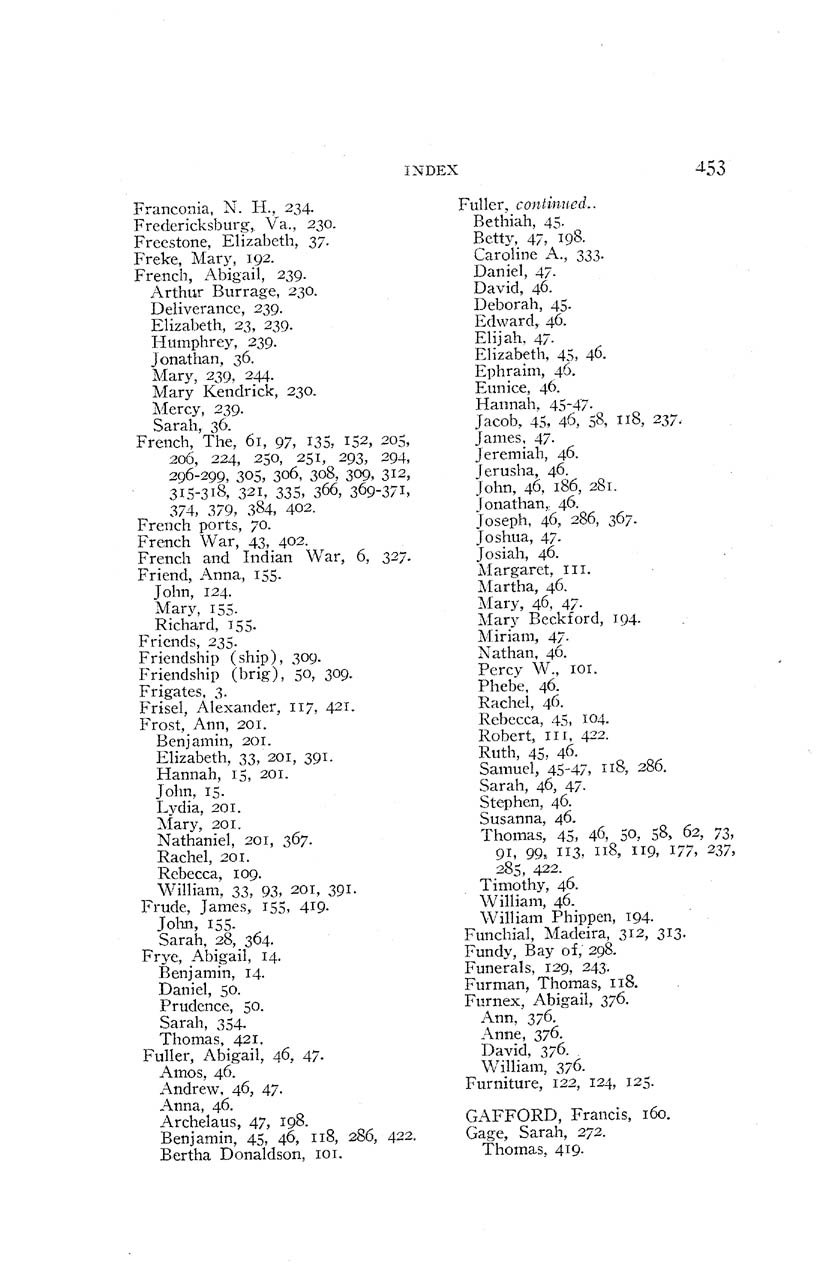 INDEX 453
Franconia, N. H., 234.
Fredericksburg, Va., 230.
Freestone, Elizabeth, 37.
Freke, Mary, 192.
French, Abigail, 239.
Arthur Burrage, 230.
Deliverance, 239.
Elizabeth, 23, 239.
Humphrey, 239.
Jonathan, 36.
Mary, 239, 244.
Mary Kendrick, 230.
Mercy, 239.
Sarah, 36.
French, The, 61, 97, 135, 152, 205,
206, 224, 250, 251, 293, 294,
296-299, 305, 306, 308, 309, 312,
315-318, 321, 335, 366, 369-371,
374, 379, 384, 402.
French ports, 70.
French War, 43, 402.
French and Indian War, 6, 327.
Friend, Anna, 155.
John, 124.
Mary, 155.
Richard, 155.
Friends, 235.
Friendship (ship), 309.
Friendship (brig), 50, 309.
Frigates, 3.
Frisel, Alexander, 117, 421.
Frost, Ann, 201.
Benjamin, 201.
Elizabeth, 33, 201, 391.
Hannah, 15, 201.
John, 15.
Lydia, 201.
Mary, 201.
Nathaniel, 201, 367.
Rachel, 201.
Rebecca, 109.
William, 33, 93, 201, 391.
Frude, James, 155, 419.
John, 155.
Sarah, 28, 364.
Frye, Abigail, 14.
Benjamin, 14.
Daniel, 50.
Prudence, 50.
Sarah, 354.
Thomas, 421.
Fuller, Abigail, 46, 47.
Amos, 46.
Andrew, 46, 47.
Anna, 46.
Archelaus, 47, 198.
Benjamin, 45, 46, 118, 286, 422.
Bertha Donaldson, 101.
Fuller, continued..
Bethiah, 45.
Betty, 47, 198.
Caroline A., 333.
Daniel, 47.
David, 46.
Deborah, 45.
Edward, 46.
Elijah, 47.
Elizabeth, 45, 46.
Ephraim, 46.
Eunice, 46.
Hannah, 45-47.
Jacob, 45, 46, 58, 118, 237.
James, 47.
Jeremiah, 46.
Jerusha, 46.
John, 46, 186, 281.
Jonathan, 46.
Joseph, 46, 286, 367.
Joshua, 47.
Josiah, 46.
Margaret, 111.
Martha, 46.
Mary, 46, 47.
Mary Beckford, 194.
Miriam, 47.
Nathan, 46.
Percy W., 101.
Phebe, 46.
Rachel, 46.
Rebecca, 45, 104.
Robert, 111, 422.
Ruth, 45, 46.
Samuel, 45-47, 118, 286.
Sarah, 46, 47.
Stephen, 46.
Susanna, 46.
Thomas, 45, 46, 50, 58, 62, 73,
91, 99, 113, 118, 119, 177, 237,
285, 422.
Timothy, 46.
William, 46.
William Phippen, 194.
Funchial, Madeira, 312, 313.
Fundy, Bay of, 298.
Funerals, 129, 243.
Furman, Thomas, 118.
Furnex, Abigail, 376.
Ann, 376.
Anne, 376.
David, 376.
William, 376.
Furniture, 122, 124, 125.
GAFFORD, Francis, 160.
Gage, Sarah, 272.
Thomas, 419.